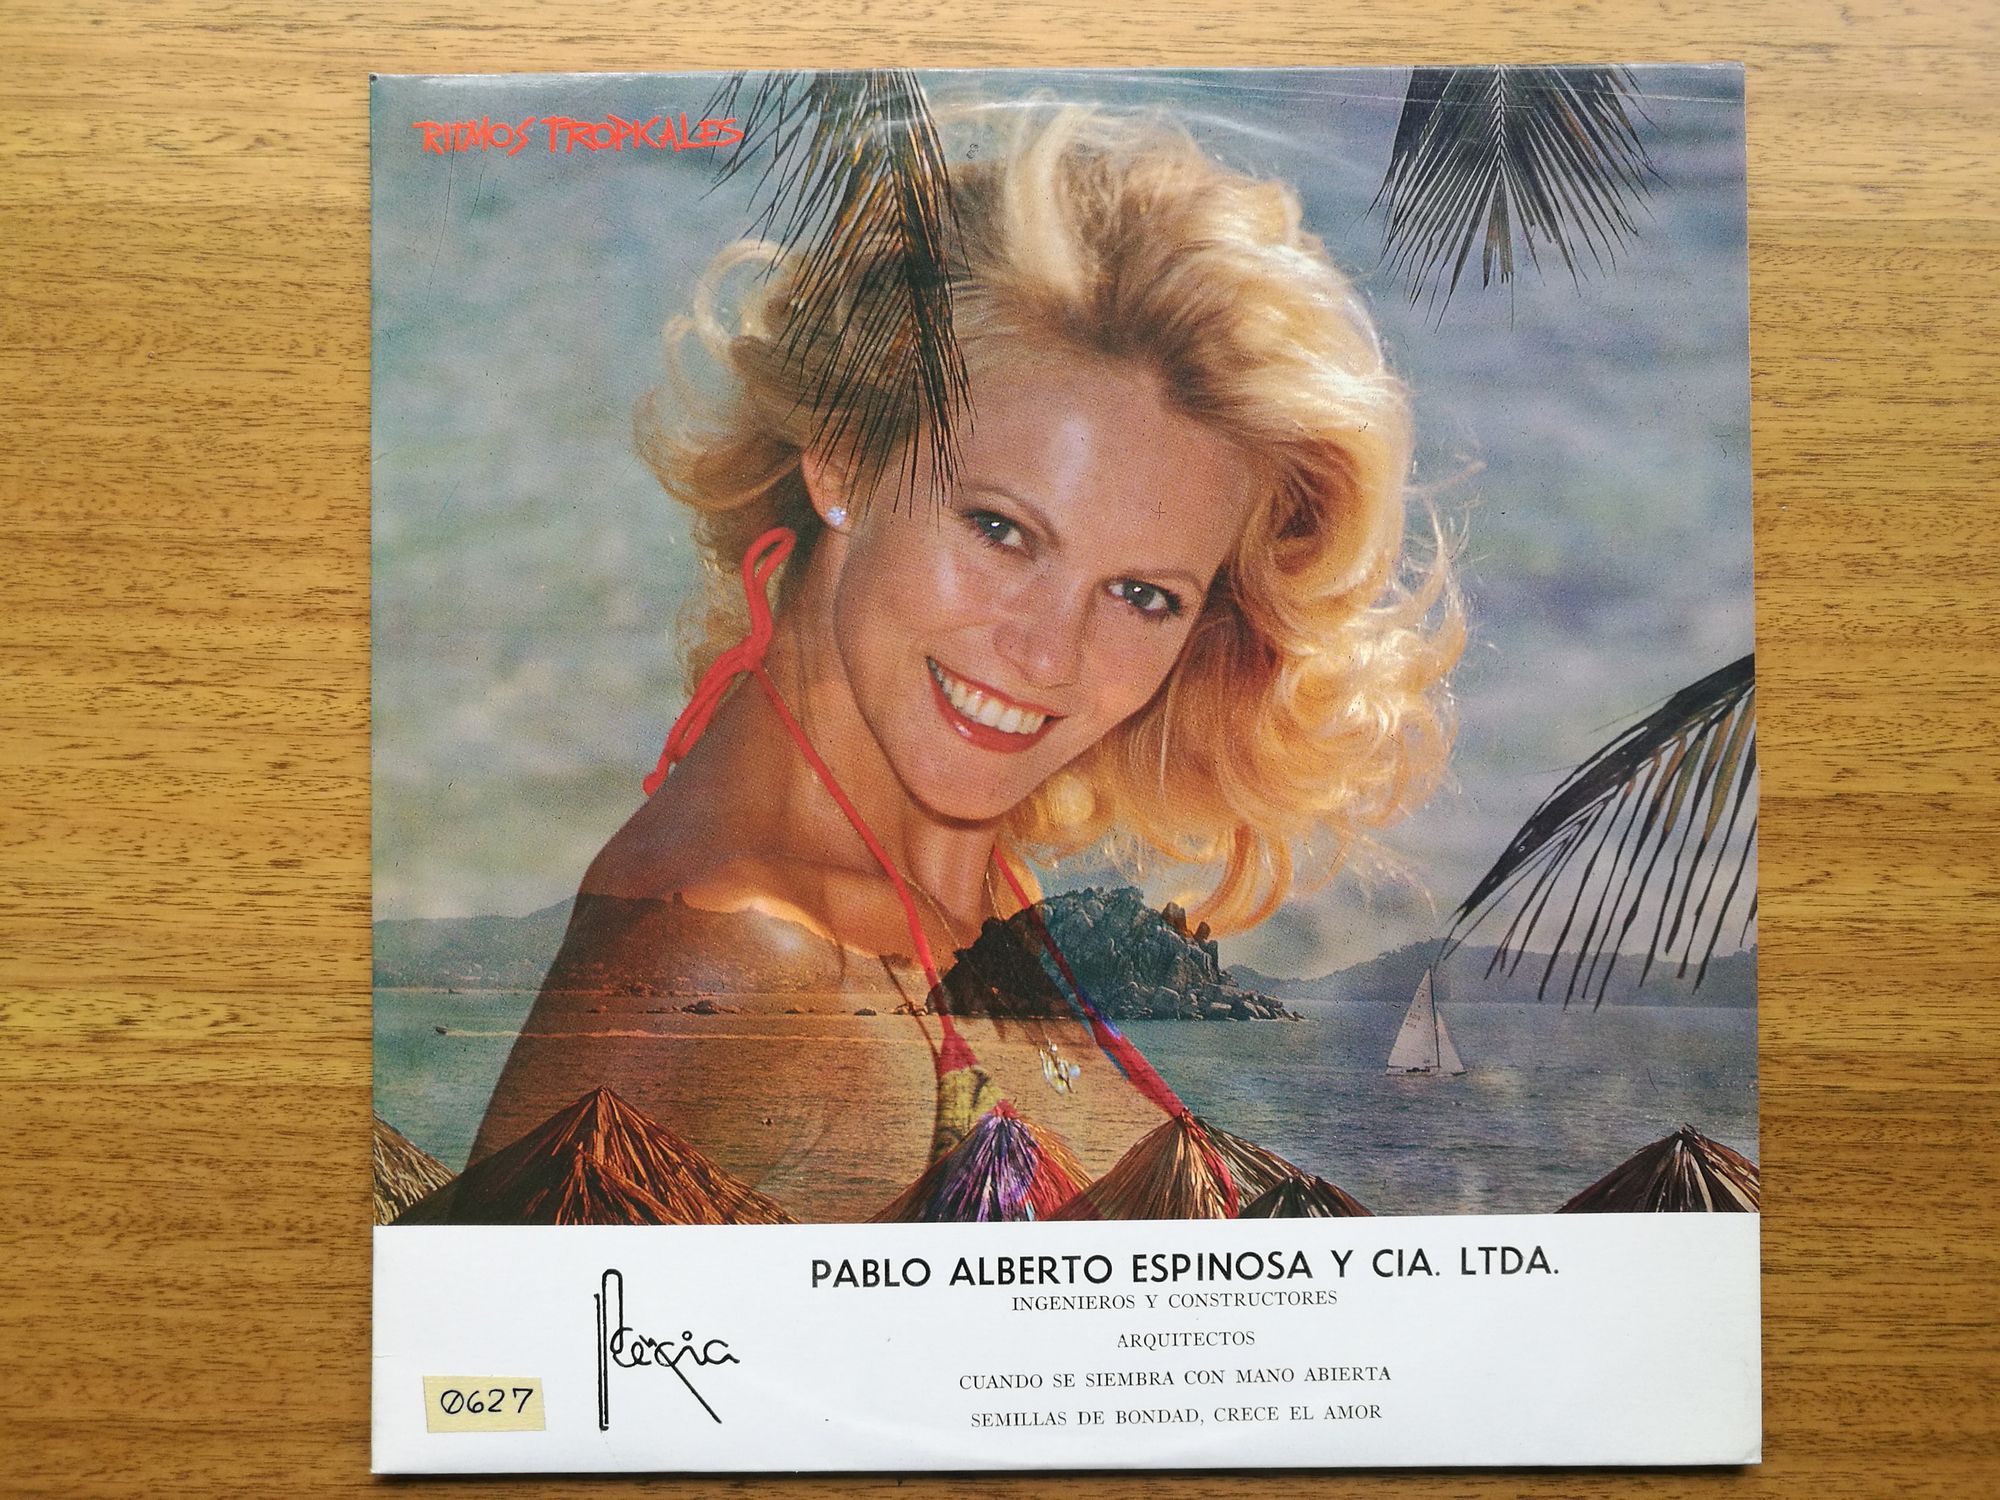 RITMOS TROPICALES
PABLO ALBERTO ESPINOSA Y CIA. LTDA.
INGENIEROS Y CONSTRUCTORES
ARQUITECTOS
CUANDO SE SIEMBRA CON MANO ABIERTA
SEMILLAS DE BONDAD, CRECE EL AMOR
0627